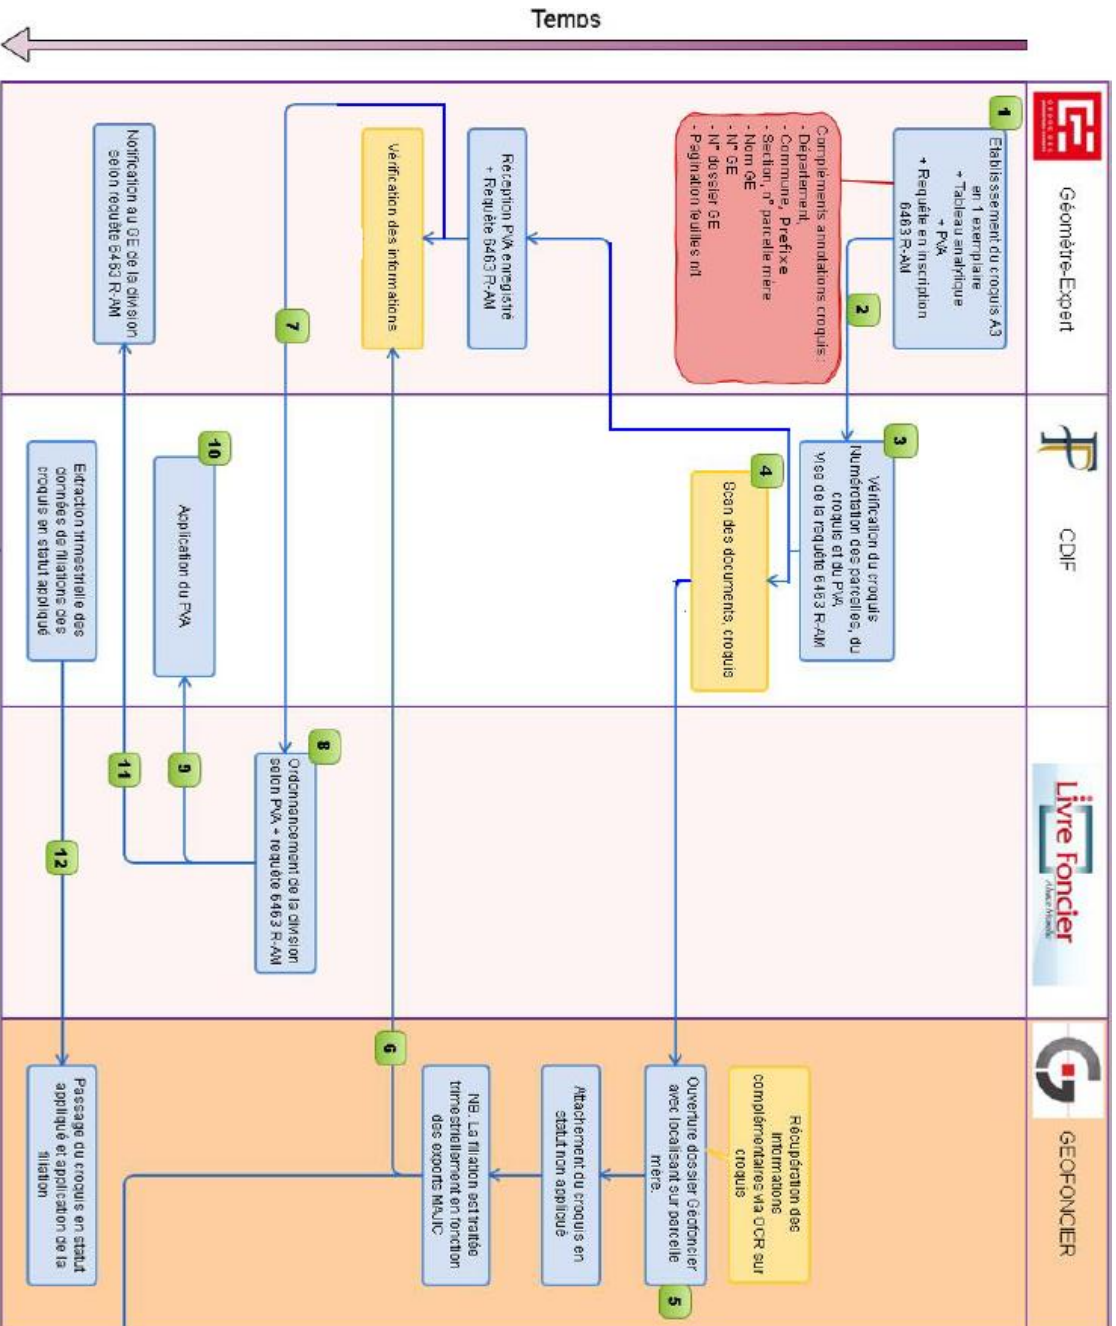 Temps
Géomètre-Expert
CDIF
Livre Foncier
Alsace Moselle
GEOFONCIER
1
Etablissement du croquis A3
en 1 exemplaire
+ Tableau analytique
+ PVA
+ Requête en inscription
6463 R-AM
Compléments annotations croquis :
- Département,
- Commune, Prefixe
- Section, n° parcelle mère
- Nom GE
- N° GE
- N° dossier GE
- Pagination feuilles n/t
2
3
Vérification du croquis
Numérotation des parcelles, du
croquis et du PVA
Visa de la requête 6463 R-AM
4
Scan des documents, croquis
Récupération des
informations
complémentaires via OCR sur
croquis
5
Ouverture dossier Géofoncier
avec localisant sur parcelle
mère.
Attachement du croquis en
statut non appliqué
NB. La filiation est traitée
trimestriellement en fonction
des exports MAJIC
6
Réception PVA enregistré
+ Requête 6463 R-AM
Vérification des informations
7
8
Ordonnancement de la division
selon PVA + requête 6463 R-AM
9
10
Application du PVA
11
Notification au GE de la division
selon requête 6463 R-AM
Extraction trimestrielle des
données de filiations des
croquis en statut appliqué
12
Passage du croquis en statut
appliqué et application de la
filiation